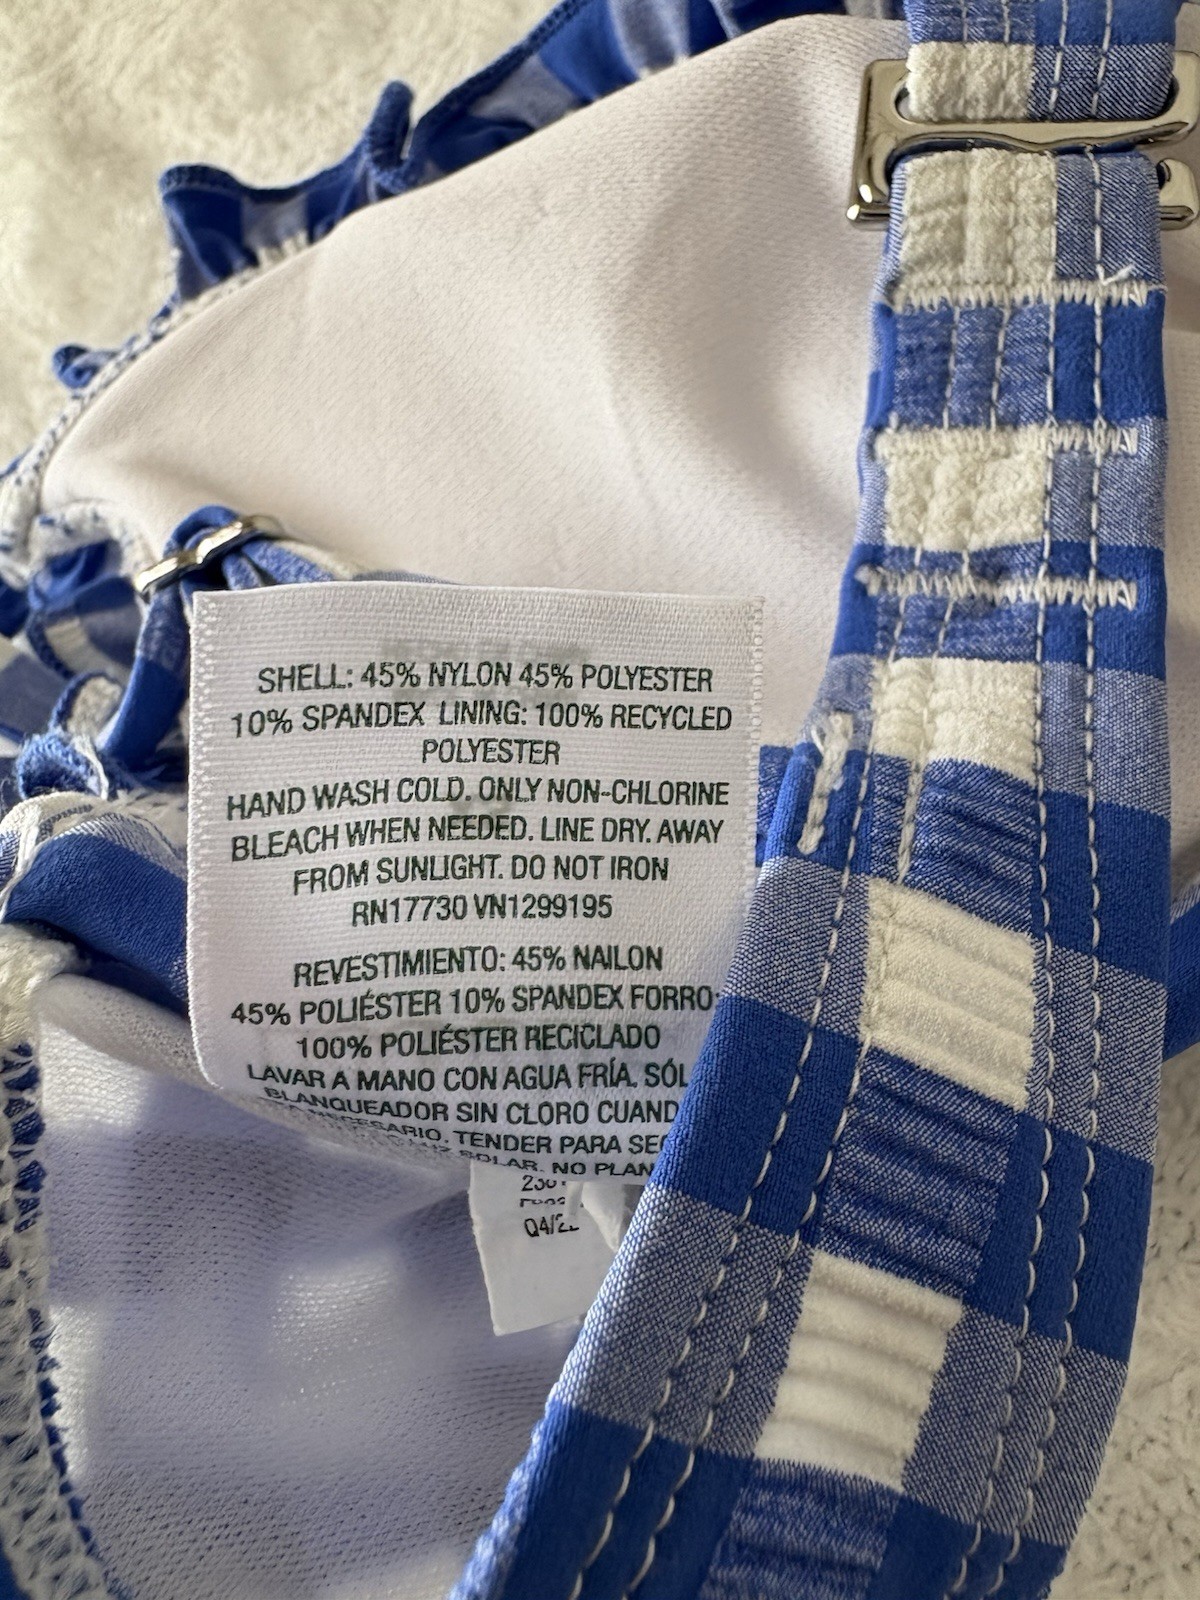 SHELL: 45% NYLON 45% POLYESTER
10% SPANDEX LINING: 100% RECYCLED
POLYESTER
HAND WASH COLD. ONLY NON-CHLORINE
BLEACH WHEN NEEDED. LINE DRY. AWAY
FROM SUNLIGHT. DO NOT IRON
RN17730 VN1299195
REVESTIMIENTO: 45% NAILON
45% POLIÉSTER 10% SPANDEX FORRO:
100% POLIÉSTER RECICLADO
LAVAR A MANO CON AGUA FRÍA. SÓL
BLANQUEADOR SIN CLORO CUAND
TENDER PARA SEC
SOLAR. NO PLAN